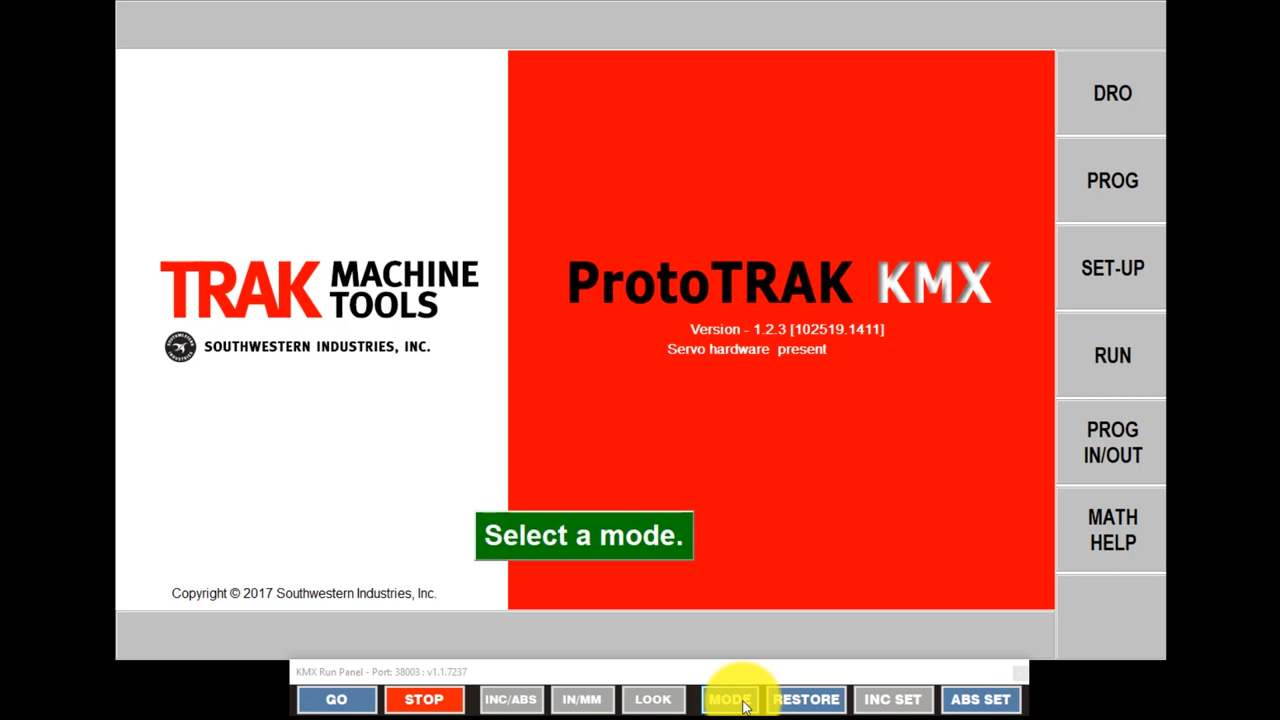 DRO
PROG
SET-UP
RUN
PROG
IN/OUT
MATH
HELP
TRAK MACHINE
TOOLS
SOUTHWESTERN INDUSTRIES, INC.
ProtoTRAK KMX
Version - 1.2.3 [102519.1411]
Servo hardware present
Select a mode.
Copyright © 2017 Southwestern Industries, Inc.
KMX Run Panel - Port: 38003 : v1.1.7237
GO STOP INC/ABS IN/MM LOOK MODE RESTORE INC SET ABS SET